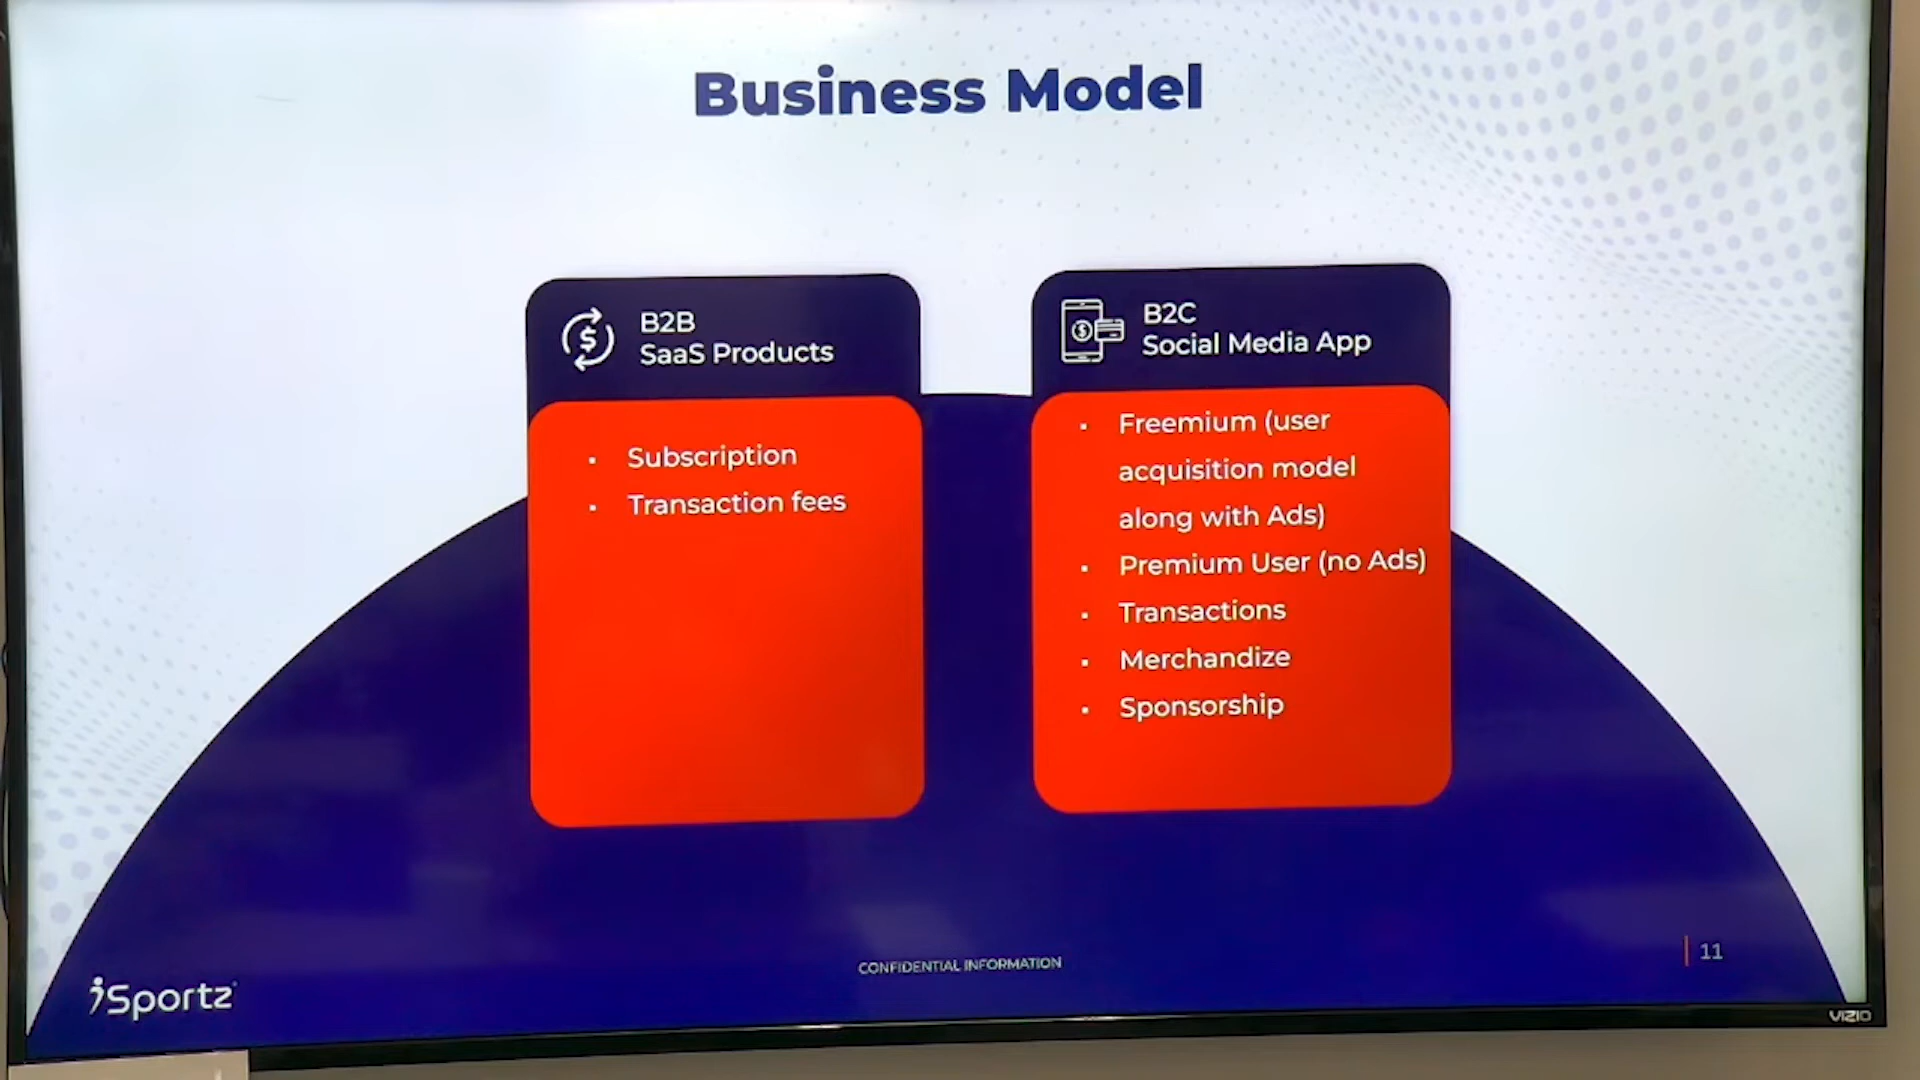 Business Model
B2B
SaaS Products
Subscription
Transaction fees
B2C
Social Media App
Freemium (user
acquisition model
along with Ads)
Premium User (no Ads)
Transactions
Merchandize
Sponsorship
CONFIDENTIAL INFORMATION
11
iSportz
VIZIO